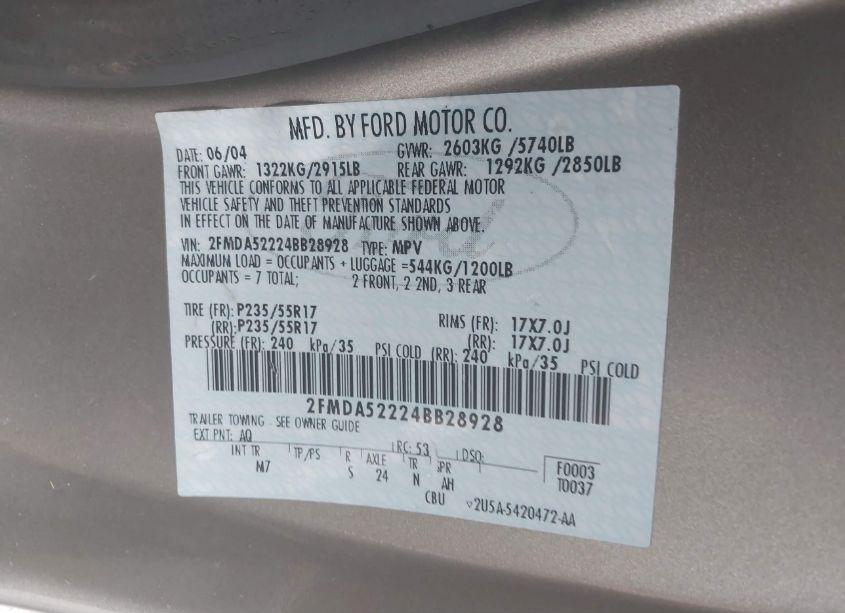 MFD. BY FORD MOTOR CO.
DATE: 06/04 GVWR: 2603KG /5740LB
FRONT GAWR: 1322KG/2915LB REAR GAWR: 1292KG /2850LB
THIS VEHICLE CONFORMS TO ALL APPLICABLE FEDERAL MOTOR
VEHICLE SAFETY AND THEFT PREVENTION STANDARDS
IN EFFECT ON THE DATE OF MANUFACTURE SHOWN ABOVE.
VIN: 2FMDA52224BB28928 TYPE: MPV
MAXIMUM LOAD = OCCUPANTS + LUGGAGE =544KG/1200LB
OCCUPANTS = 7 TOTAL; 2 FRONT, 2 2ND, 3 REAR
TIRE (FR): P235/55R17 RIMS (FR): 17X7.0J
(RR): P235/55R17 (RR): 17X7.0J
PRESSURE (FR): 240 kPa/35 PSI COLD (RR): 240 kPa/35 PSI COLD
2FMDA52224BB28928
TRAILER TOWING - SEE OWNER GUIDE
EXT PNT: AQ RC: 53 DSO:
INT TR TP/PS R AXLE TR SPR F0003
M7 S 24 N AH T0037
CBU ▽2U5A-5420472-AA